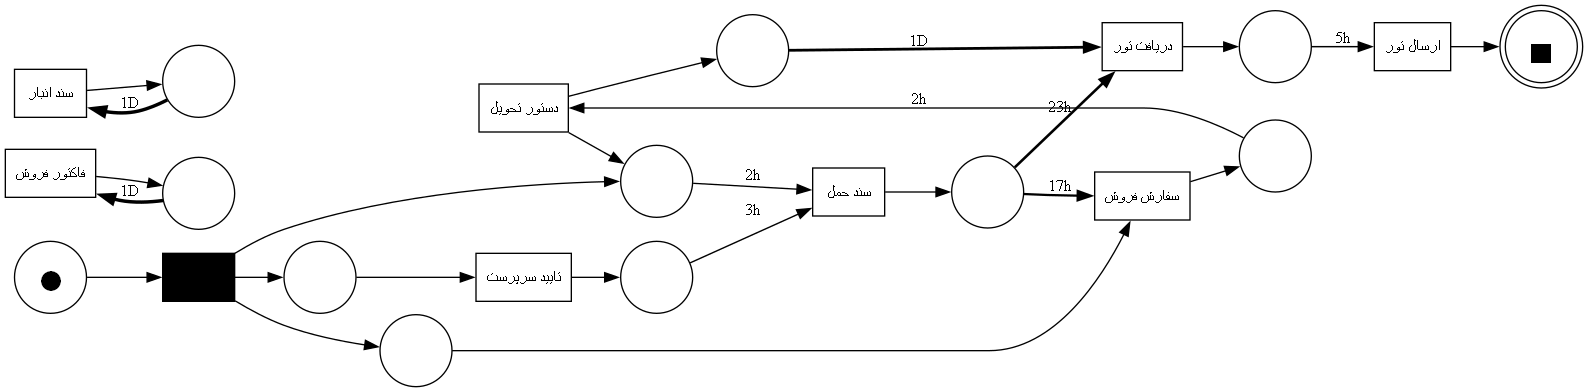 1D
دریافت تور
5h
ارسال تور
سند انبار
1D
دستور تحویل
2h
23h
فاکتور فروش
1D
2h
سند حمل
17h
سفارش فروش
3h
تایید سرپرست